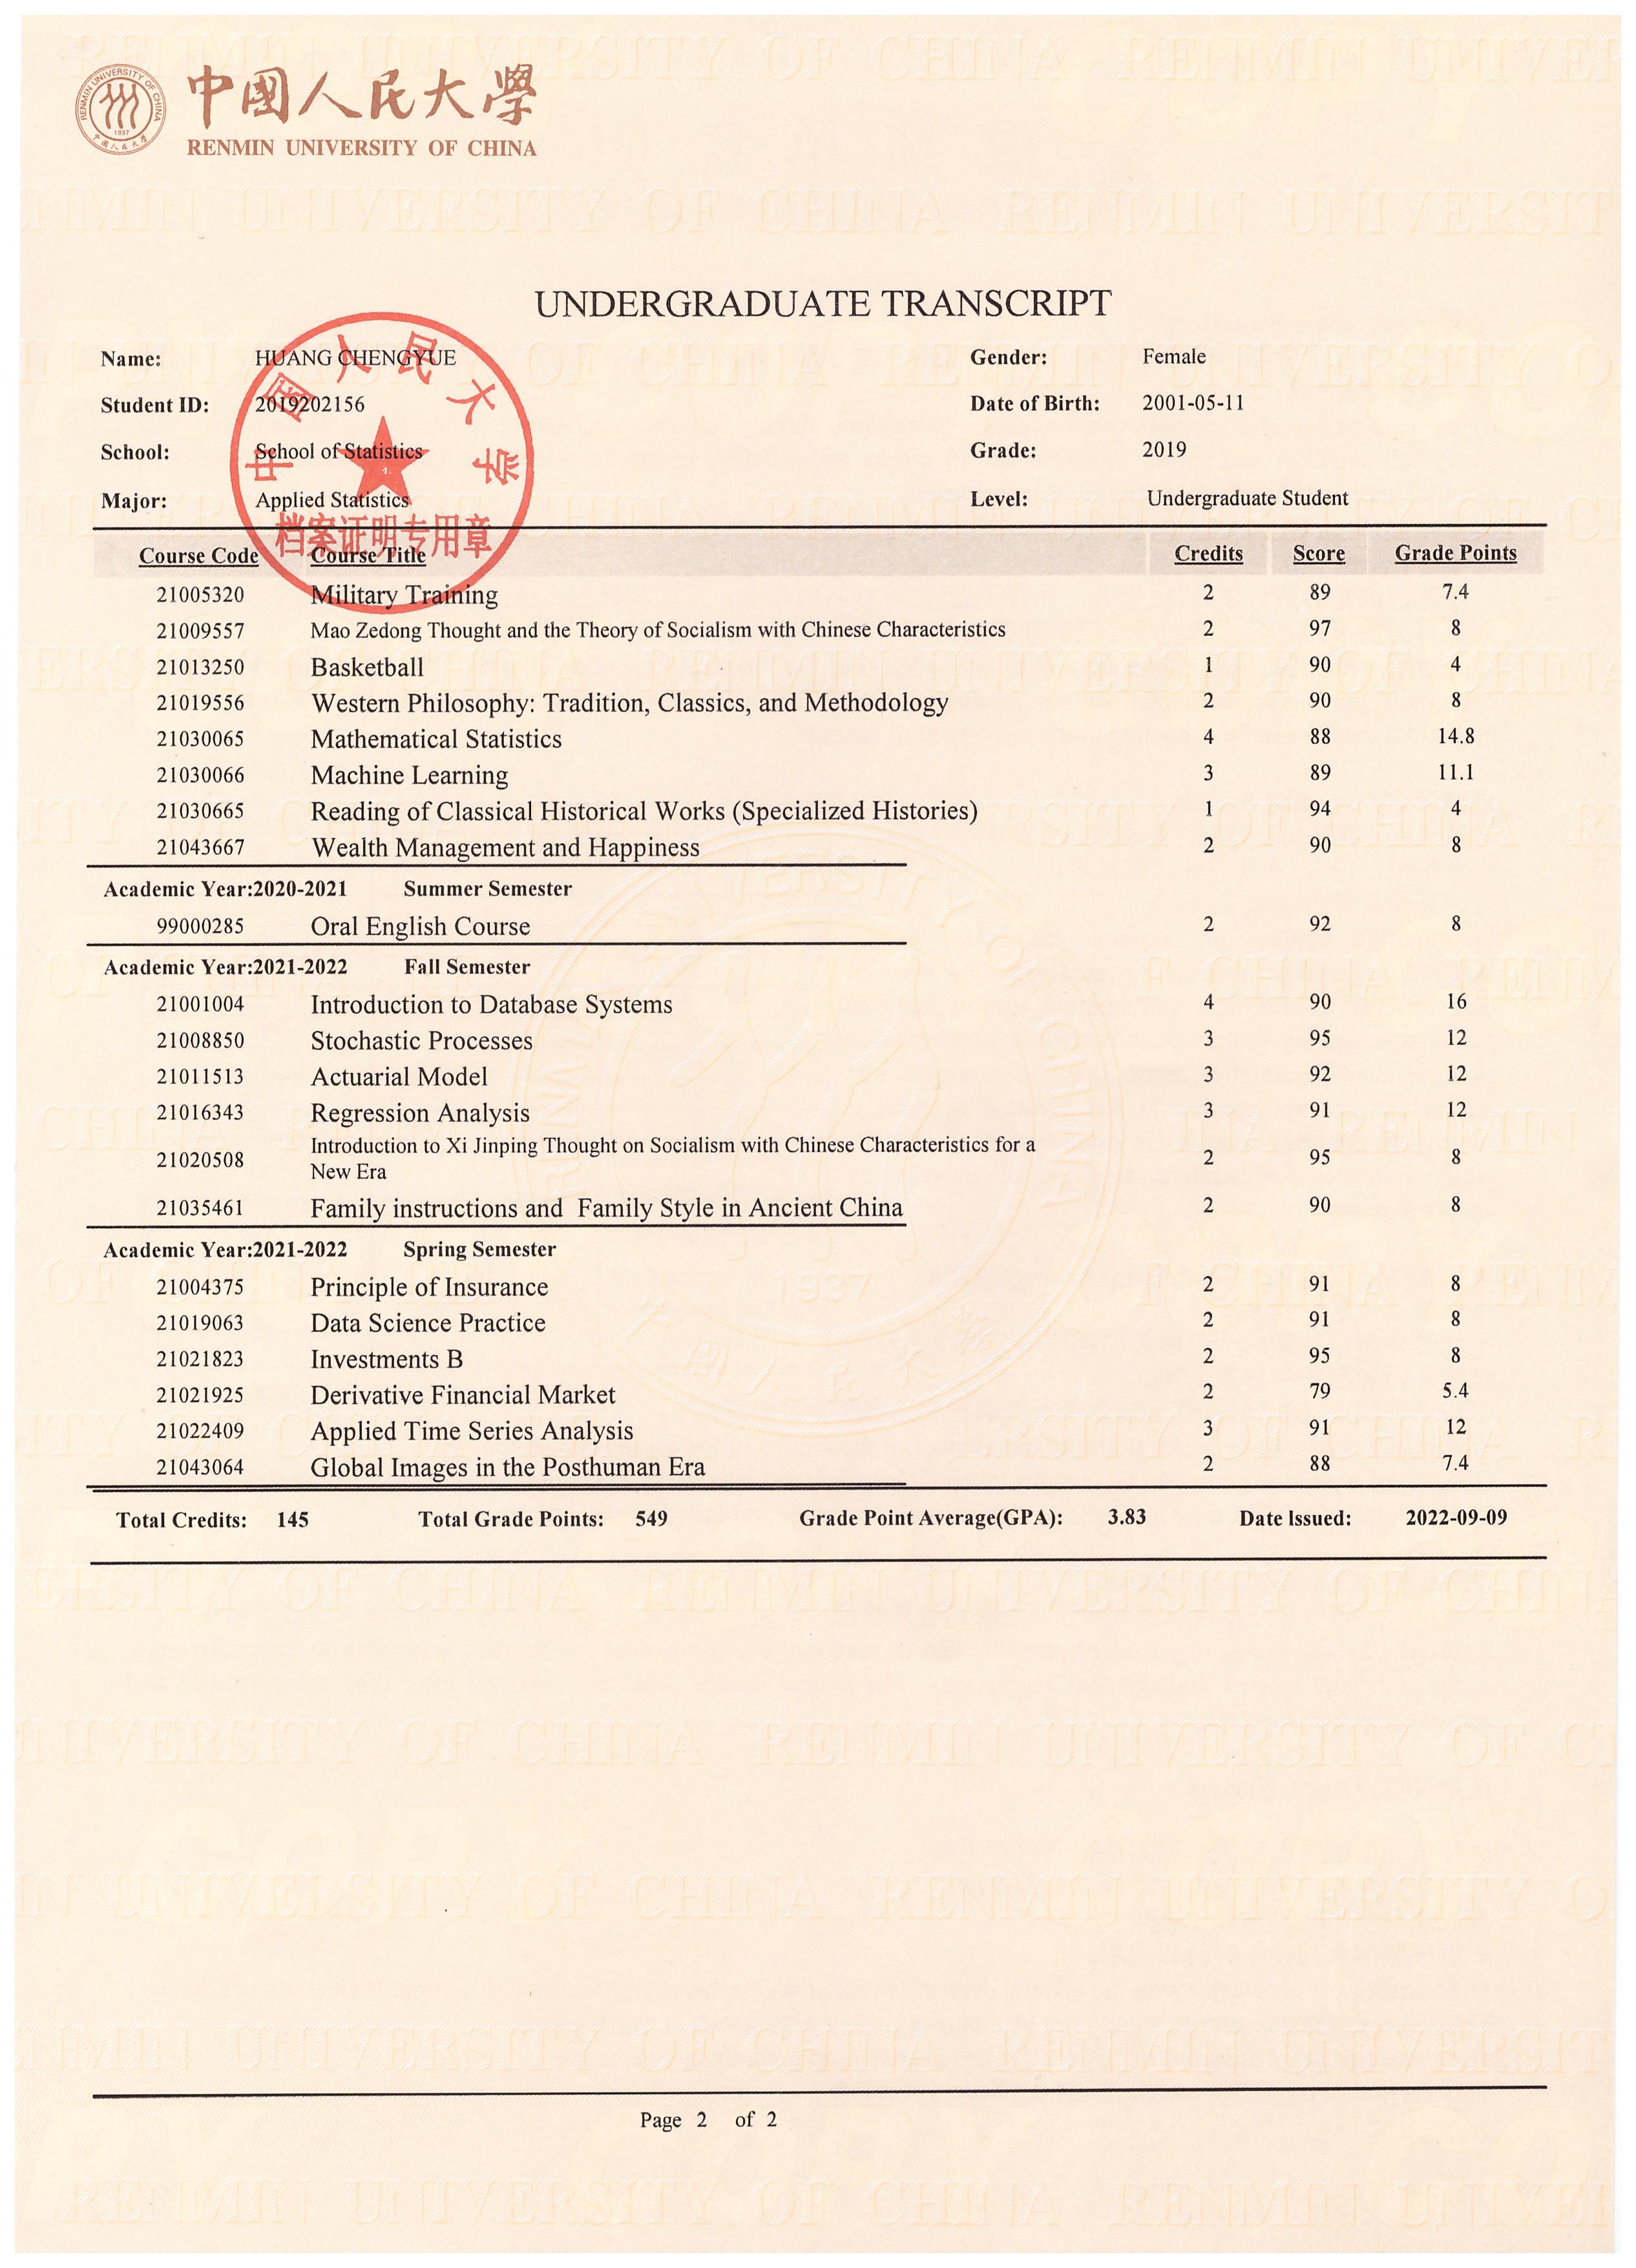 中國人民大學
RENMIN UNIVERSITY OF CHINA
UNDERGRADUATE TRANSCRIPT
Name: HUANG CHENGYUE Gender: Female
Student ID: 2019202156 Date of Birth: 2001-05-11
School: School of Statistics Grade: 2019
Major: Applied Statistics Level: Undergraduate Student
中国人民大学
档案证明专用章
Course Code Course Title Credits Score Grade Points
21005320 Military Training 2 89 7.4
21009557 Mao Zedong Thought and the Theory of Socialism with Chinese Characteristics 2 97 8
21013250 Basketball 1 90 4
21019556 Western Philosophy: Tradition, Classics, and Methodology 2 90 8
21030065 Mathematical Statistics 4 88 14.8
21030066 Machine Learning 3 89 11.1
21030665 Reading of Classical Historical Works (Specialized Histories) 1 94 4
21043667 Wealth Management and Happiness 2 90 8
Academic Year:2020-2021 Summer Semester
99000285 Oral English Course 2 92 8
Academic Year:2021-2022 Fall Semester
21001004 Introduction to Database Systems 4 90 16
21008850 Stochastic Processes 3 95 12
21011513 Actuarial Model 3 92 12
21016343 Regression Analysis 3 91 12
21020508 Introduction to Xi Jinping Thought on Socialism with Chinese Characteristics for a 2 95 8
New Era
21035461 Family instructions and Family Style in Ancient China 2 90 8
Academic Year:2021-2022 Spring Semester
21004375 Principle of Insurance 2 91 8
21019063 Data Science Practice 2 91 8
21021823 Investments B 2 95 8
21021925 Derivative Financial Market 2 79 5.4
21022409 Applied Time Series Analysis 3 91 12
21043064 Global Images in the Posthuman Era 2 88 7.4
Total Credits: 145 Total Grade Points: 549 Grade Point Average(GPA): 3.83 Date Issued: 2022-09-09
Page 2 of 2